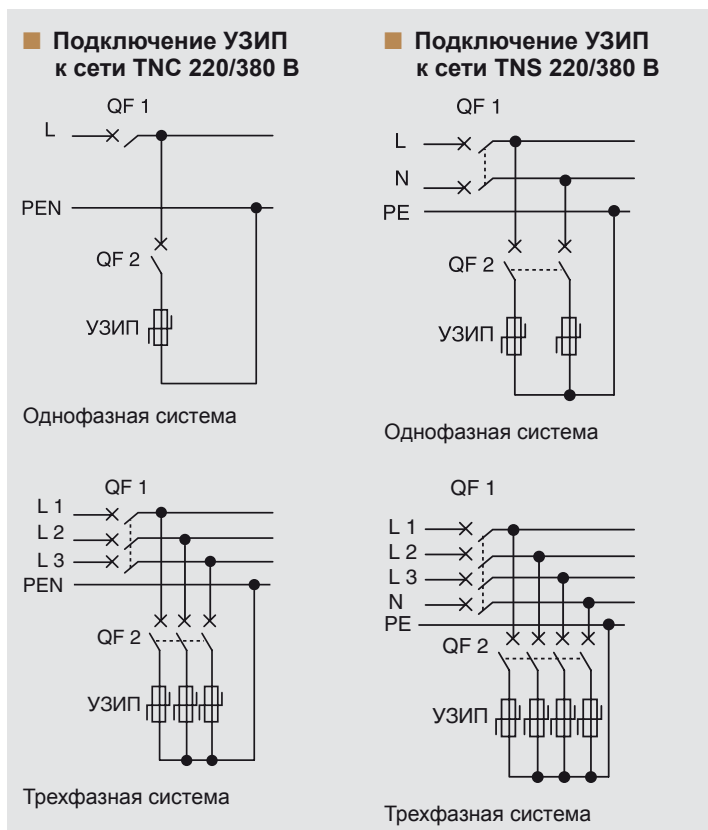 Подключение УЗИП
к сети TNC 220/380 В
QF 1
L
PEN
QF 2
УЗИП
Однофазная система
QF 1
L 1
L 2
L 3
PEN
QF 2
УЗИП
Трехфазная система
Подключение УЗИП
к сети TNS 220/380 В
QF 1
L
N
PE
QF 2
УЗИП
Однофазная система
QF 1
L 1
L 2
L 3
N
PE
QF 2
УЗИП
Трехфазная система